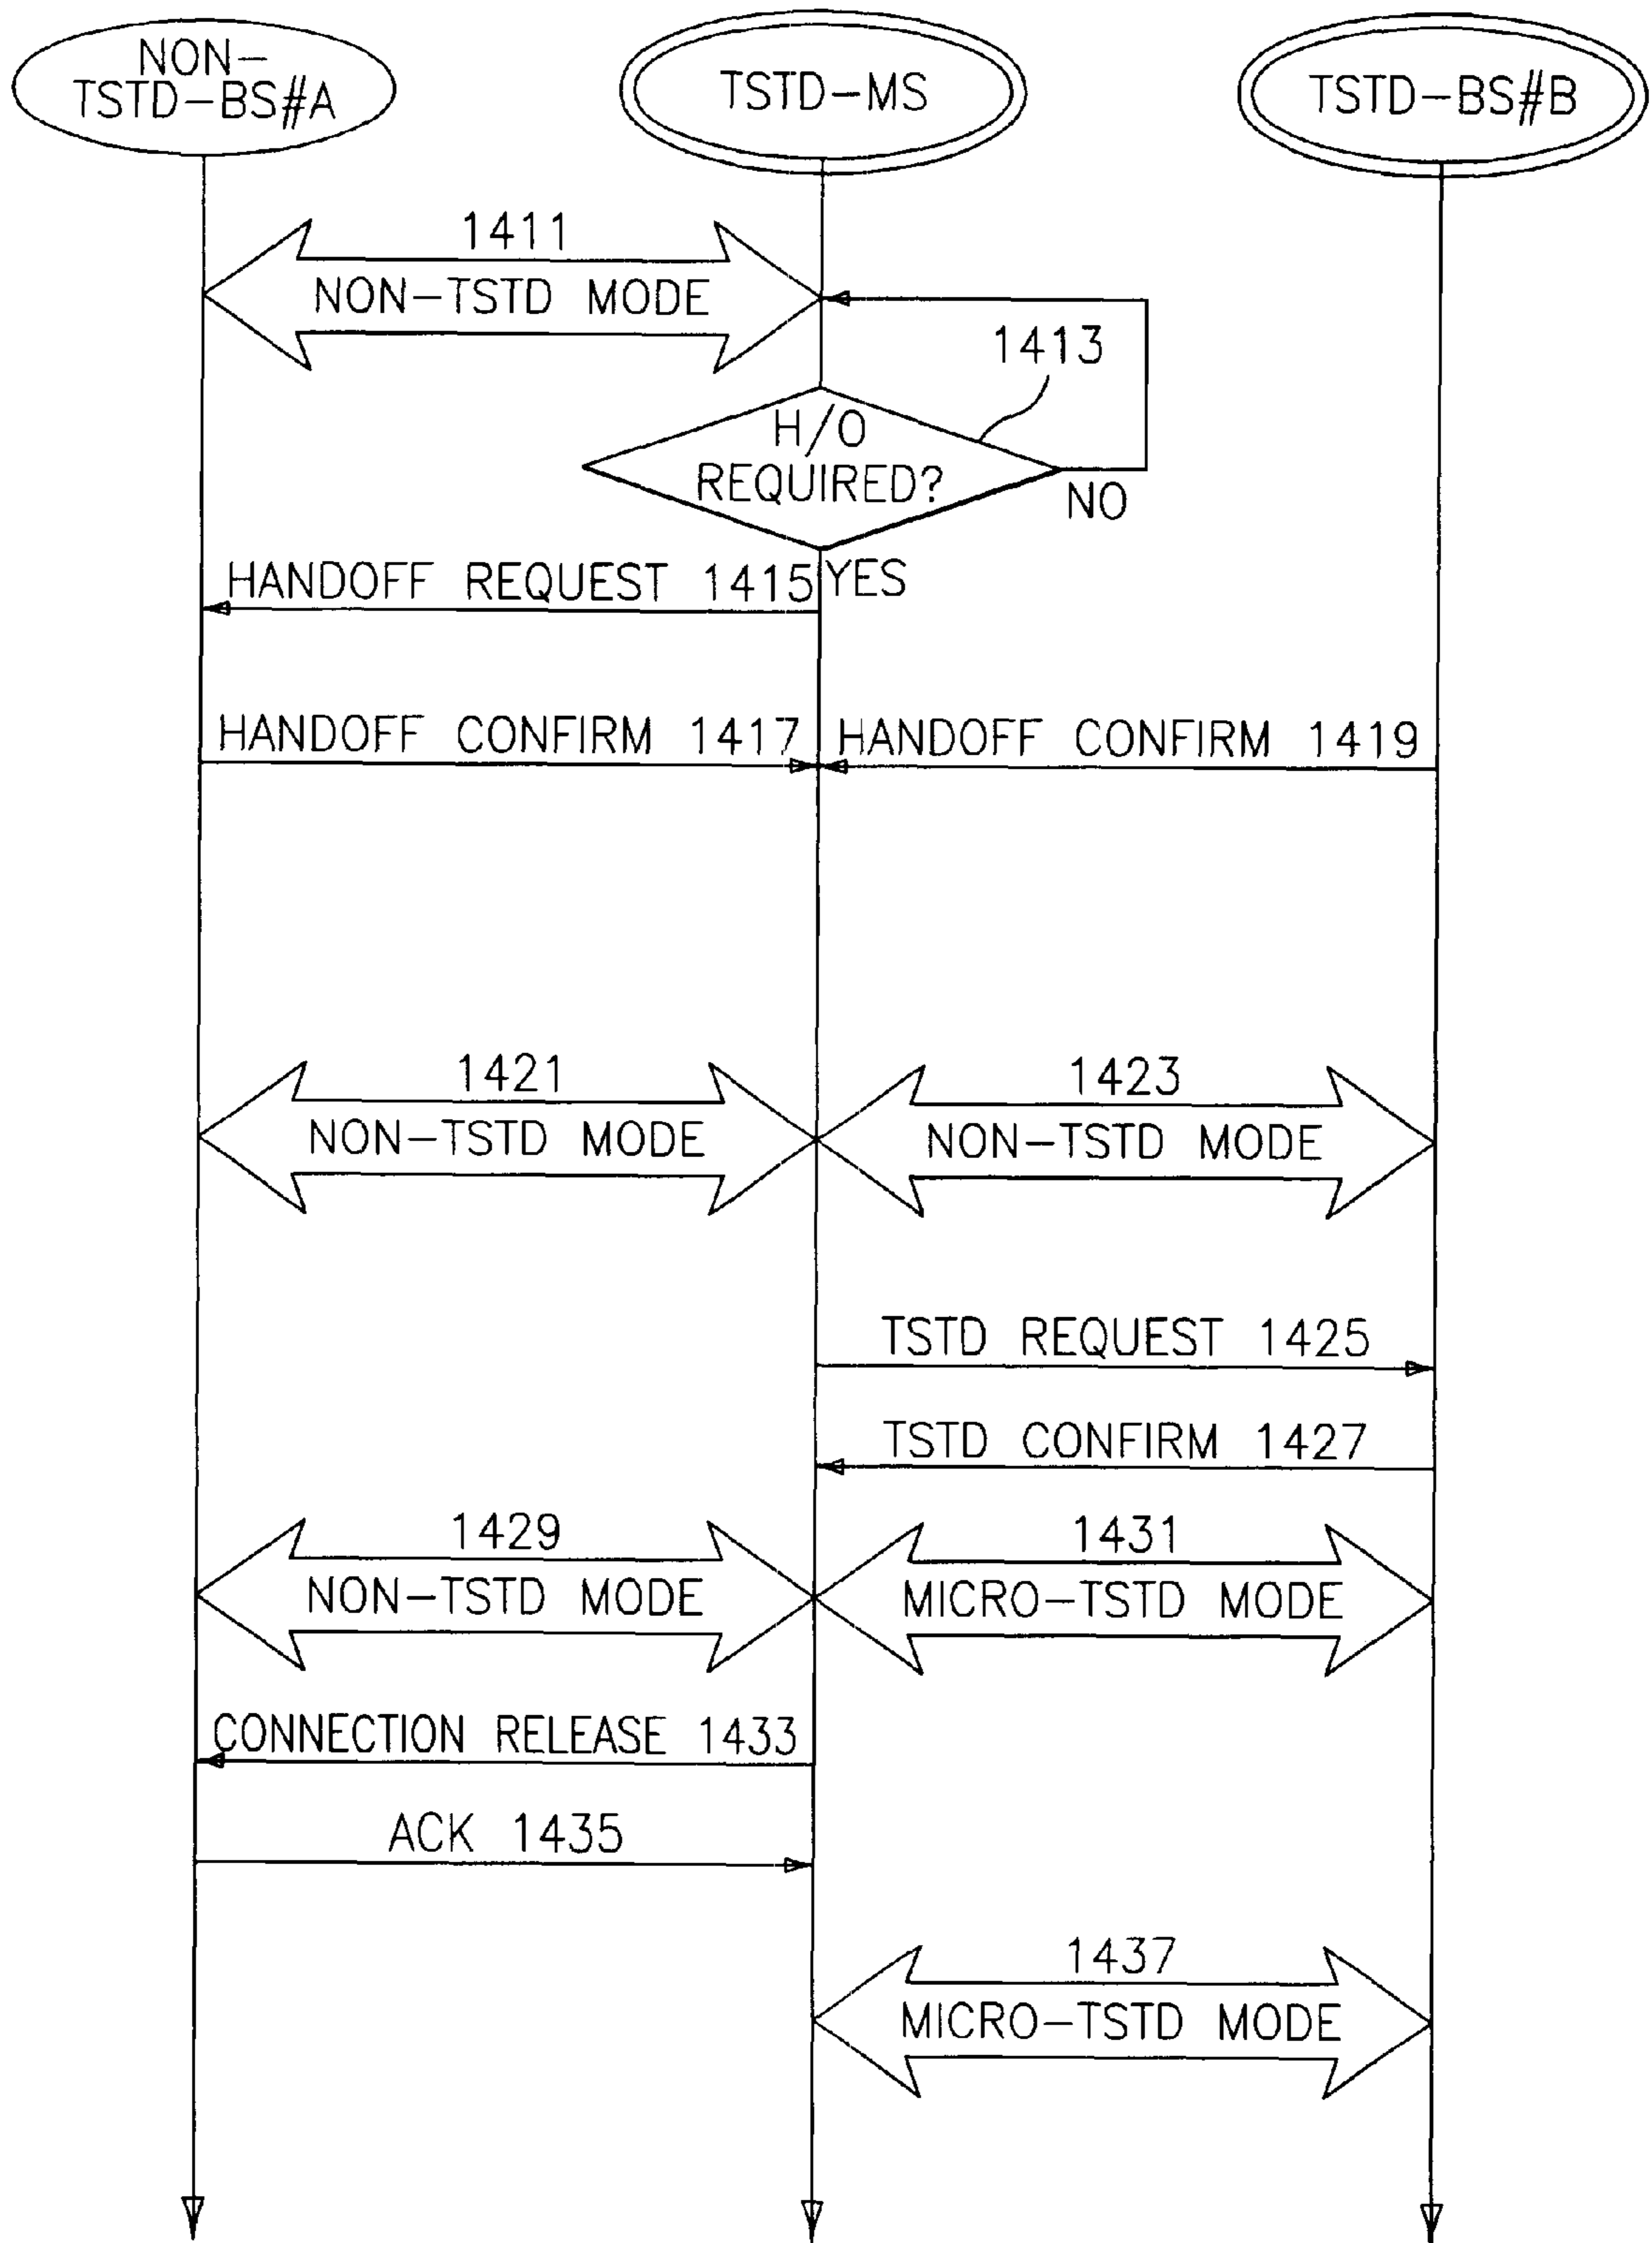 NON-
TSTD-BS#A
TSTD-MS
TSTD-BS#B
1411
NON-TSTD MODE
1413
H/O
REQUIRED?
NO
YES
HANDOFF REQUEST 1415
HANDOFF CONFIRM 1417
HANDOFF CONFIRM 1419
1421
NON-TSTD MODE
1423
NON-TSTD MODE
TSTD REQUEST 1425
TSTD CONFIRM 1427
1429
NON-TSTD MODE
1431
MICRO-TSTD MODE
CONNECTION RELEASE 1433
ACK 1435
1437
MICRO-TSTD MODE